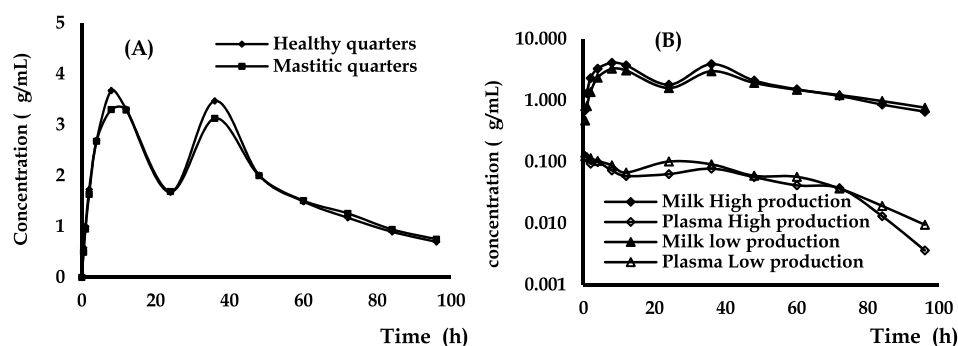 (A)
Healthy quarters
Mastitic quarters
Concentration ( g/mL)
5
4
3
2
1
0
0 20 40 60 80 100
Time (h)
(B)
concentration ( g/mL)
10.000
1.000
0.100
0.010
0.001
Milk High production
Plasma High production
Milk low production
Plasma Low production
0 20 40 60 80 100
Time (h)